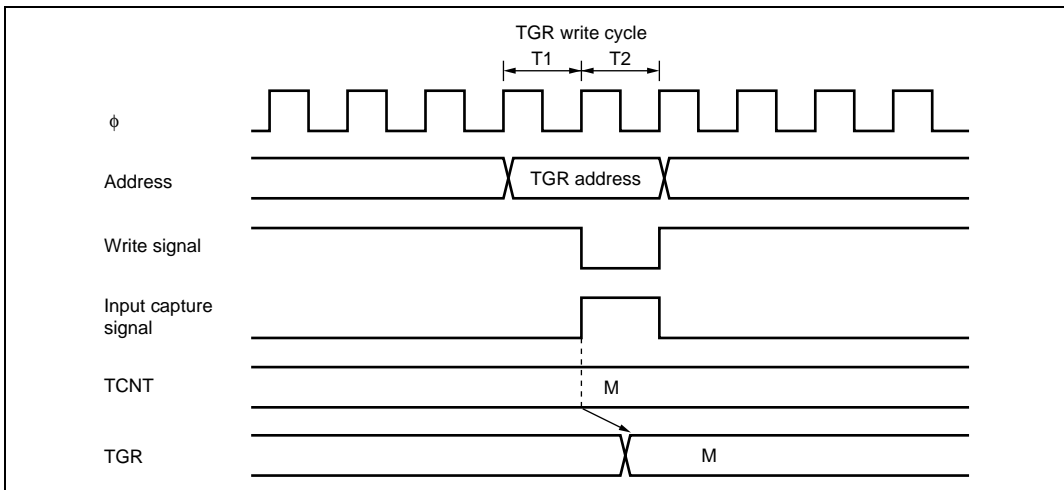 TGR write cycle
T1 T2
ϕ
Address
TGR address
Write signal
Input capture
signal
TCNT
M
TGR
M